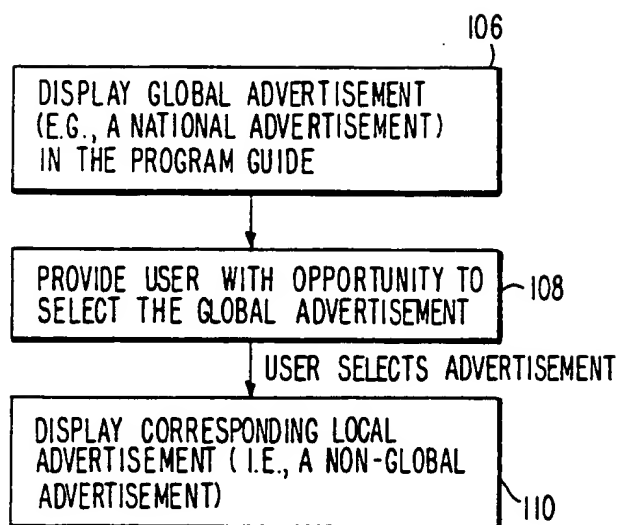 106
DISPLAY GLOBAL ADVERTISEMENT
(E.G., A NATIONAL ADVERTISEMENT)
IN THE PROGRAM GUIDE
PROVIDE USER WITH OPPORTUNITY TO
SELECT THE GLOBAL ADVERTISEMENT
108
USER SELECTS ADVERTISEMENT
DISPLAY CORRESPONDING LOCAL
ADVERTISEMENT ( I.E., A NON-GLOBAL
ADVERTISEMENT)
110